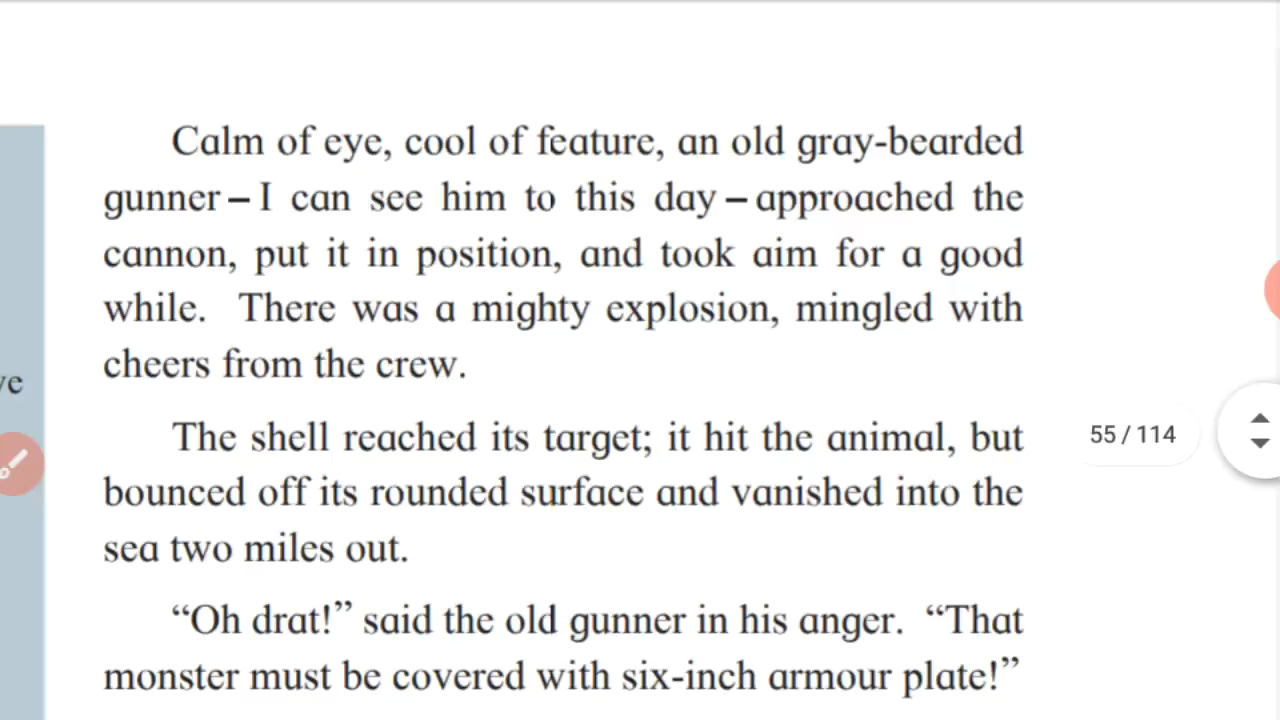 Calm of eye, cool of feature, an old gray-bearded
gunner – I can see him to this day – approached the
cannon, put it in position, and took aim for a good
while. There was a mighty explosion, mingled with
cheers from the crew.
The shell reached its target; it hit the animal, but
bounced off its rounded surface and vanished into the
sea two miles out.
“Oh drat!” said the old gunner in his anger. “That
monster must be covered with six-inch armour plate!”
55 / 114